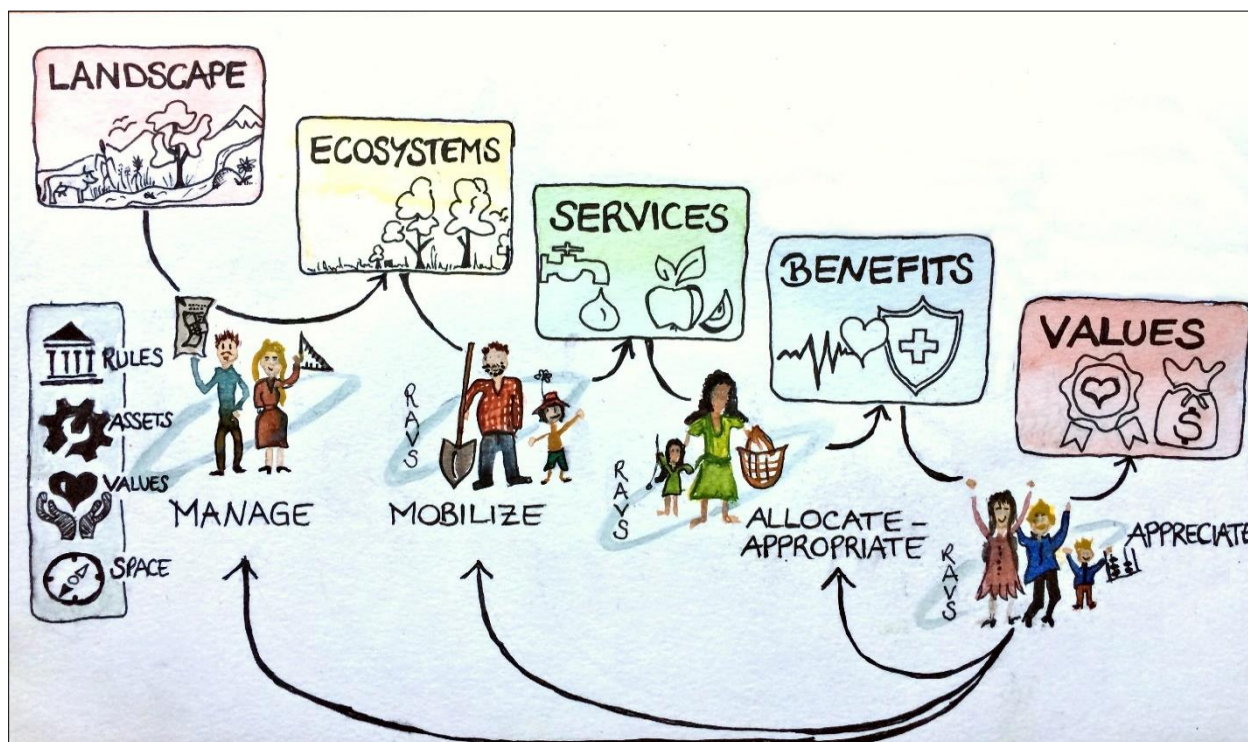 LANDSCAPE
ECOSYSTEMS
SERVICES
BENEFITS
VALUES
RULES
ASSETS
VALUES
SPACE
MANAGE
RAVS
MOBILIZE
RAVS
ALLOCATE –
APPROPRIATE
RAVS
APPRECIATE
$